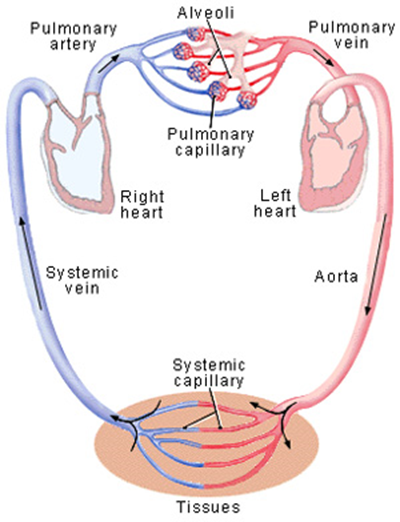 Alveoli
Pulmonary
artery
Pulmonary
vein
Pulmonary
capillary
Right
heart
Left
heart
Systemic
vein
Aorta
Systemic
capillary
Tissues